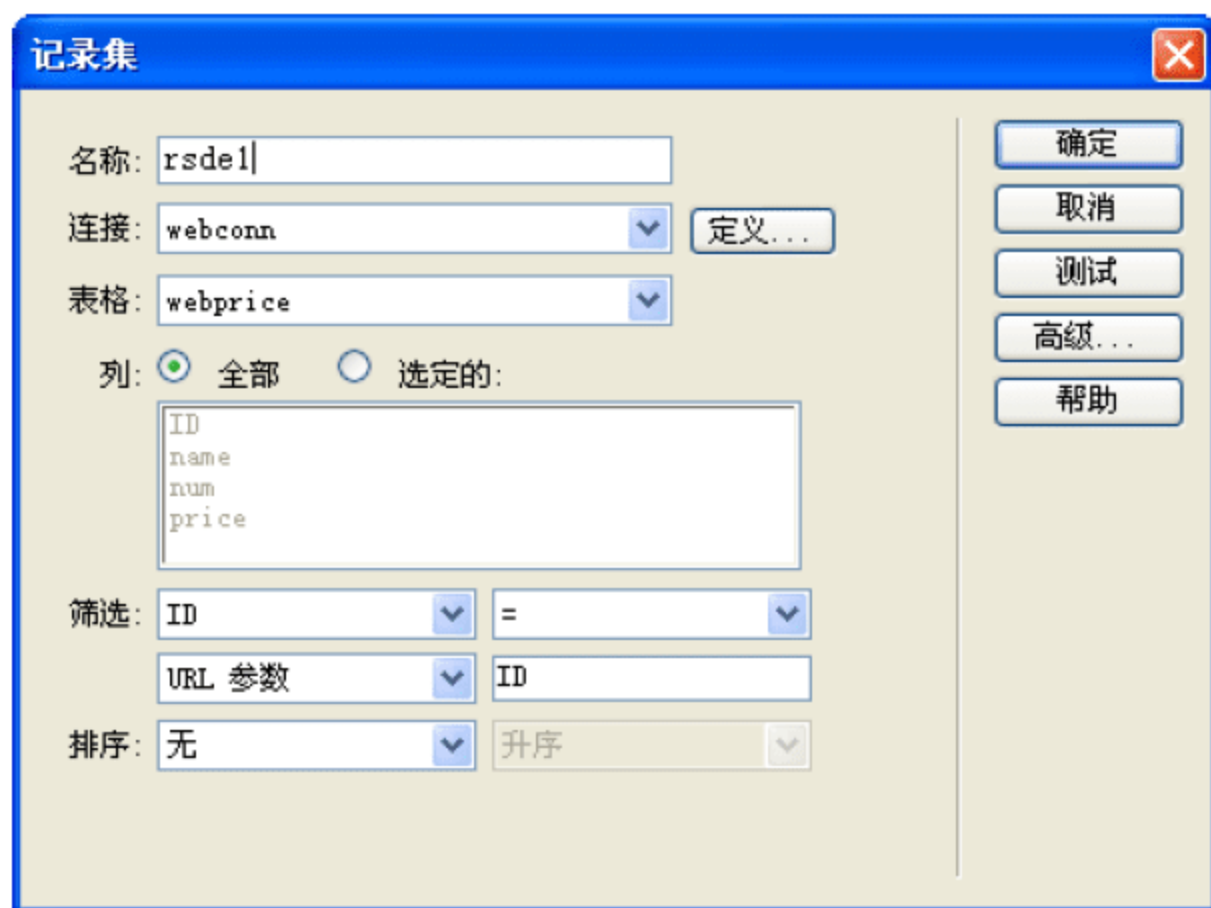 记录集
名称: rsdel
连接: webconn 定义...
表格: webprice
列: 全部 选定的:
ID
name
num
price
筛选: ID =
URL 参数 ID
排序: 无 升序
确定
取消
测试
高级...
帮助